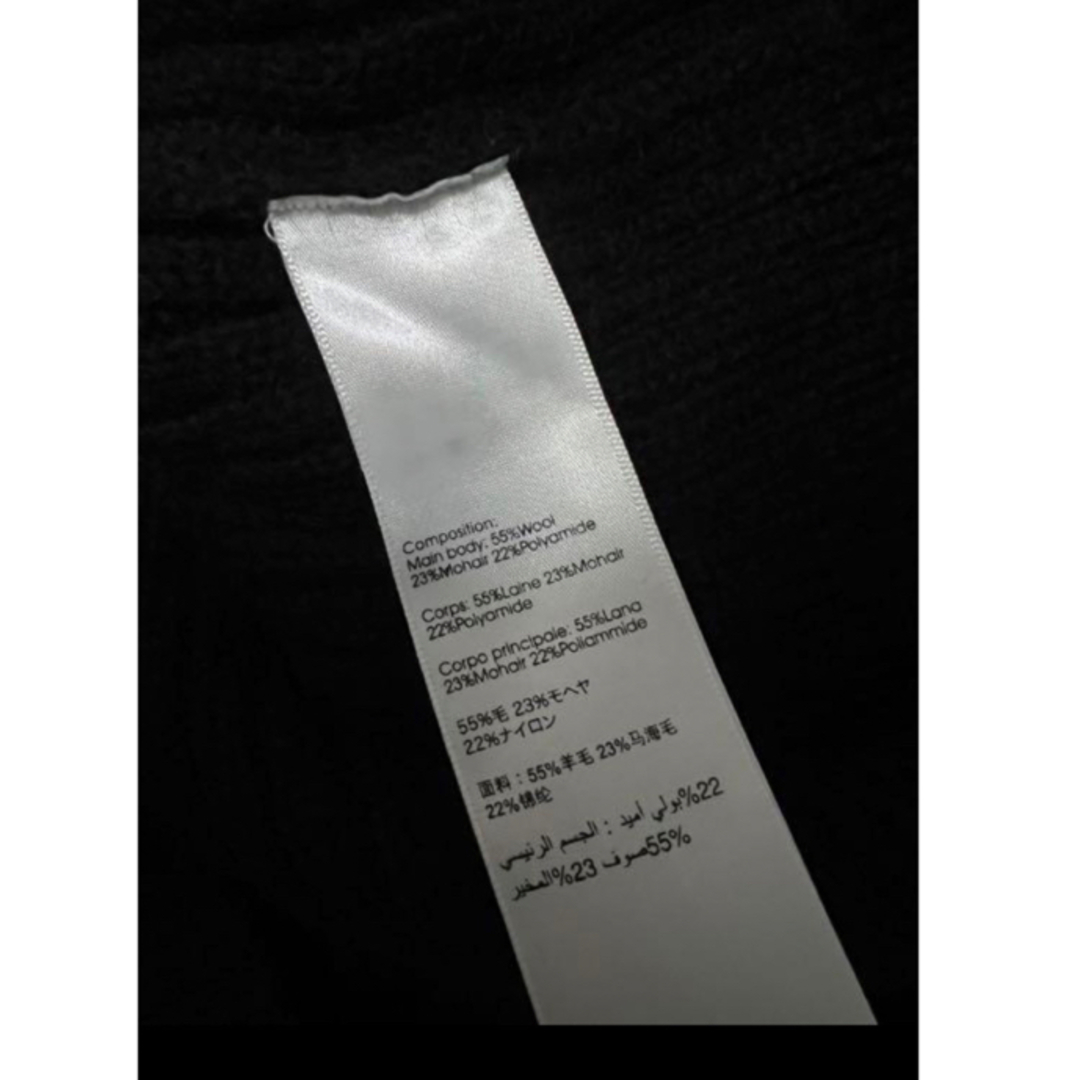 Composition:
Main body: 55%Wool
23%Mohair 22%Polyamide
Corps: 55%Laine 23%Mohair
22%Polyamide
Corpo principale: 55%Lana
23%Mohair 22%Poliammide
55%毛 23%モヘヤ
22%ナイロン
面料：55%羊毛 23%马海毛
22%锦纶
22%بولي أميد : الجسم الرئيسي
55%صوف 23%المخير